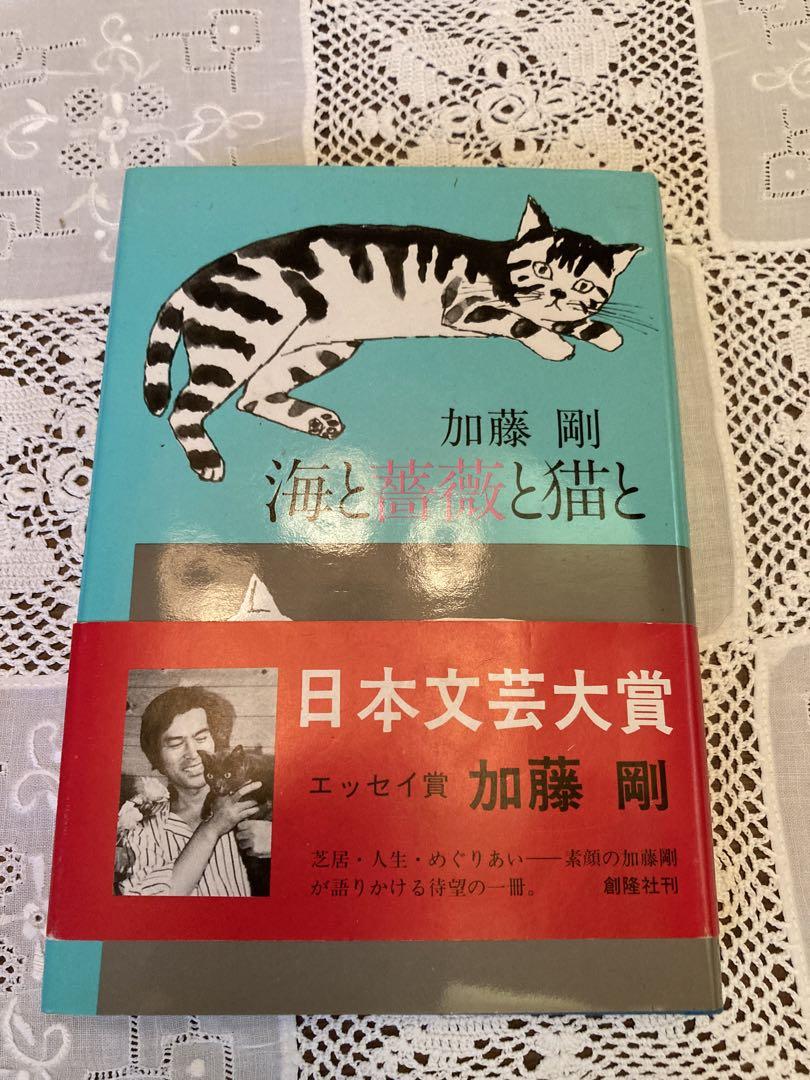 加藤 剛
海と薔薇と猫と
日本文芸大賞
エッセイ賞 加藤 剛
芝居・人生・めぐりあい――素顔の加藤剛
が語りかける待望の一冊。 創隆社刊